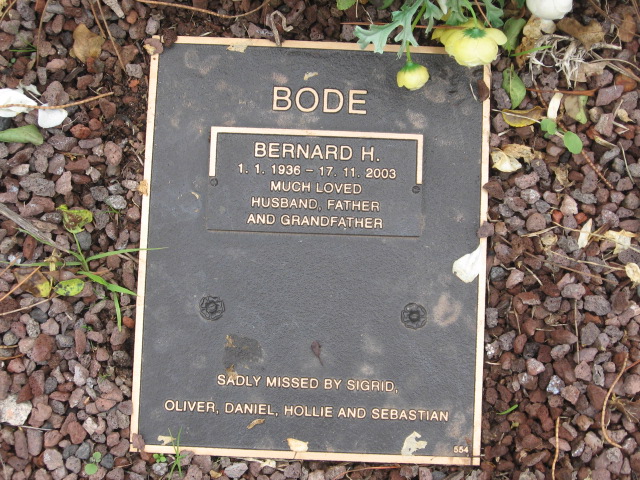 BODE
BERNARD H.
1. 1. 1936 – 17. 11. 2003
MUCH LOVED
HUSBAND, FATHER
AND GRANDFATHER
SADLY MISSED BY SIGRID,
OLIVER, DANIEL, HOLLIE AND SEBASTIAN
554